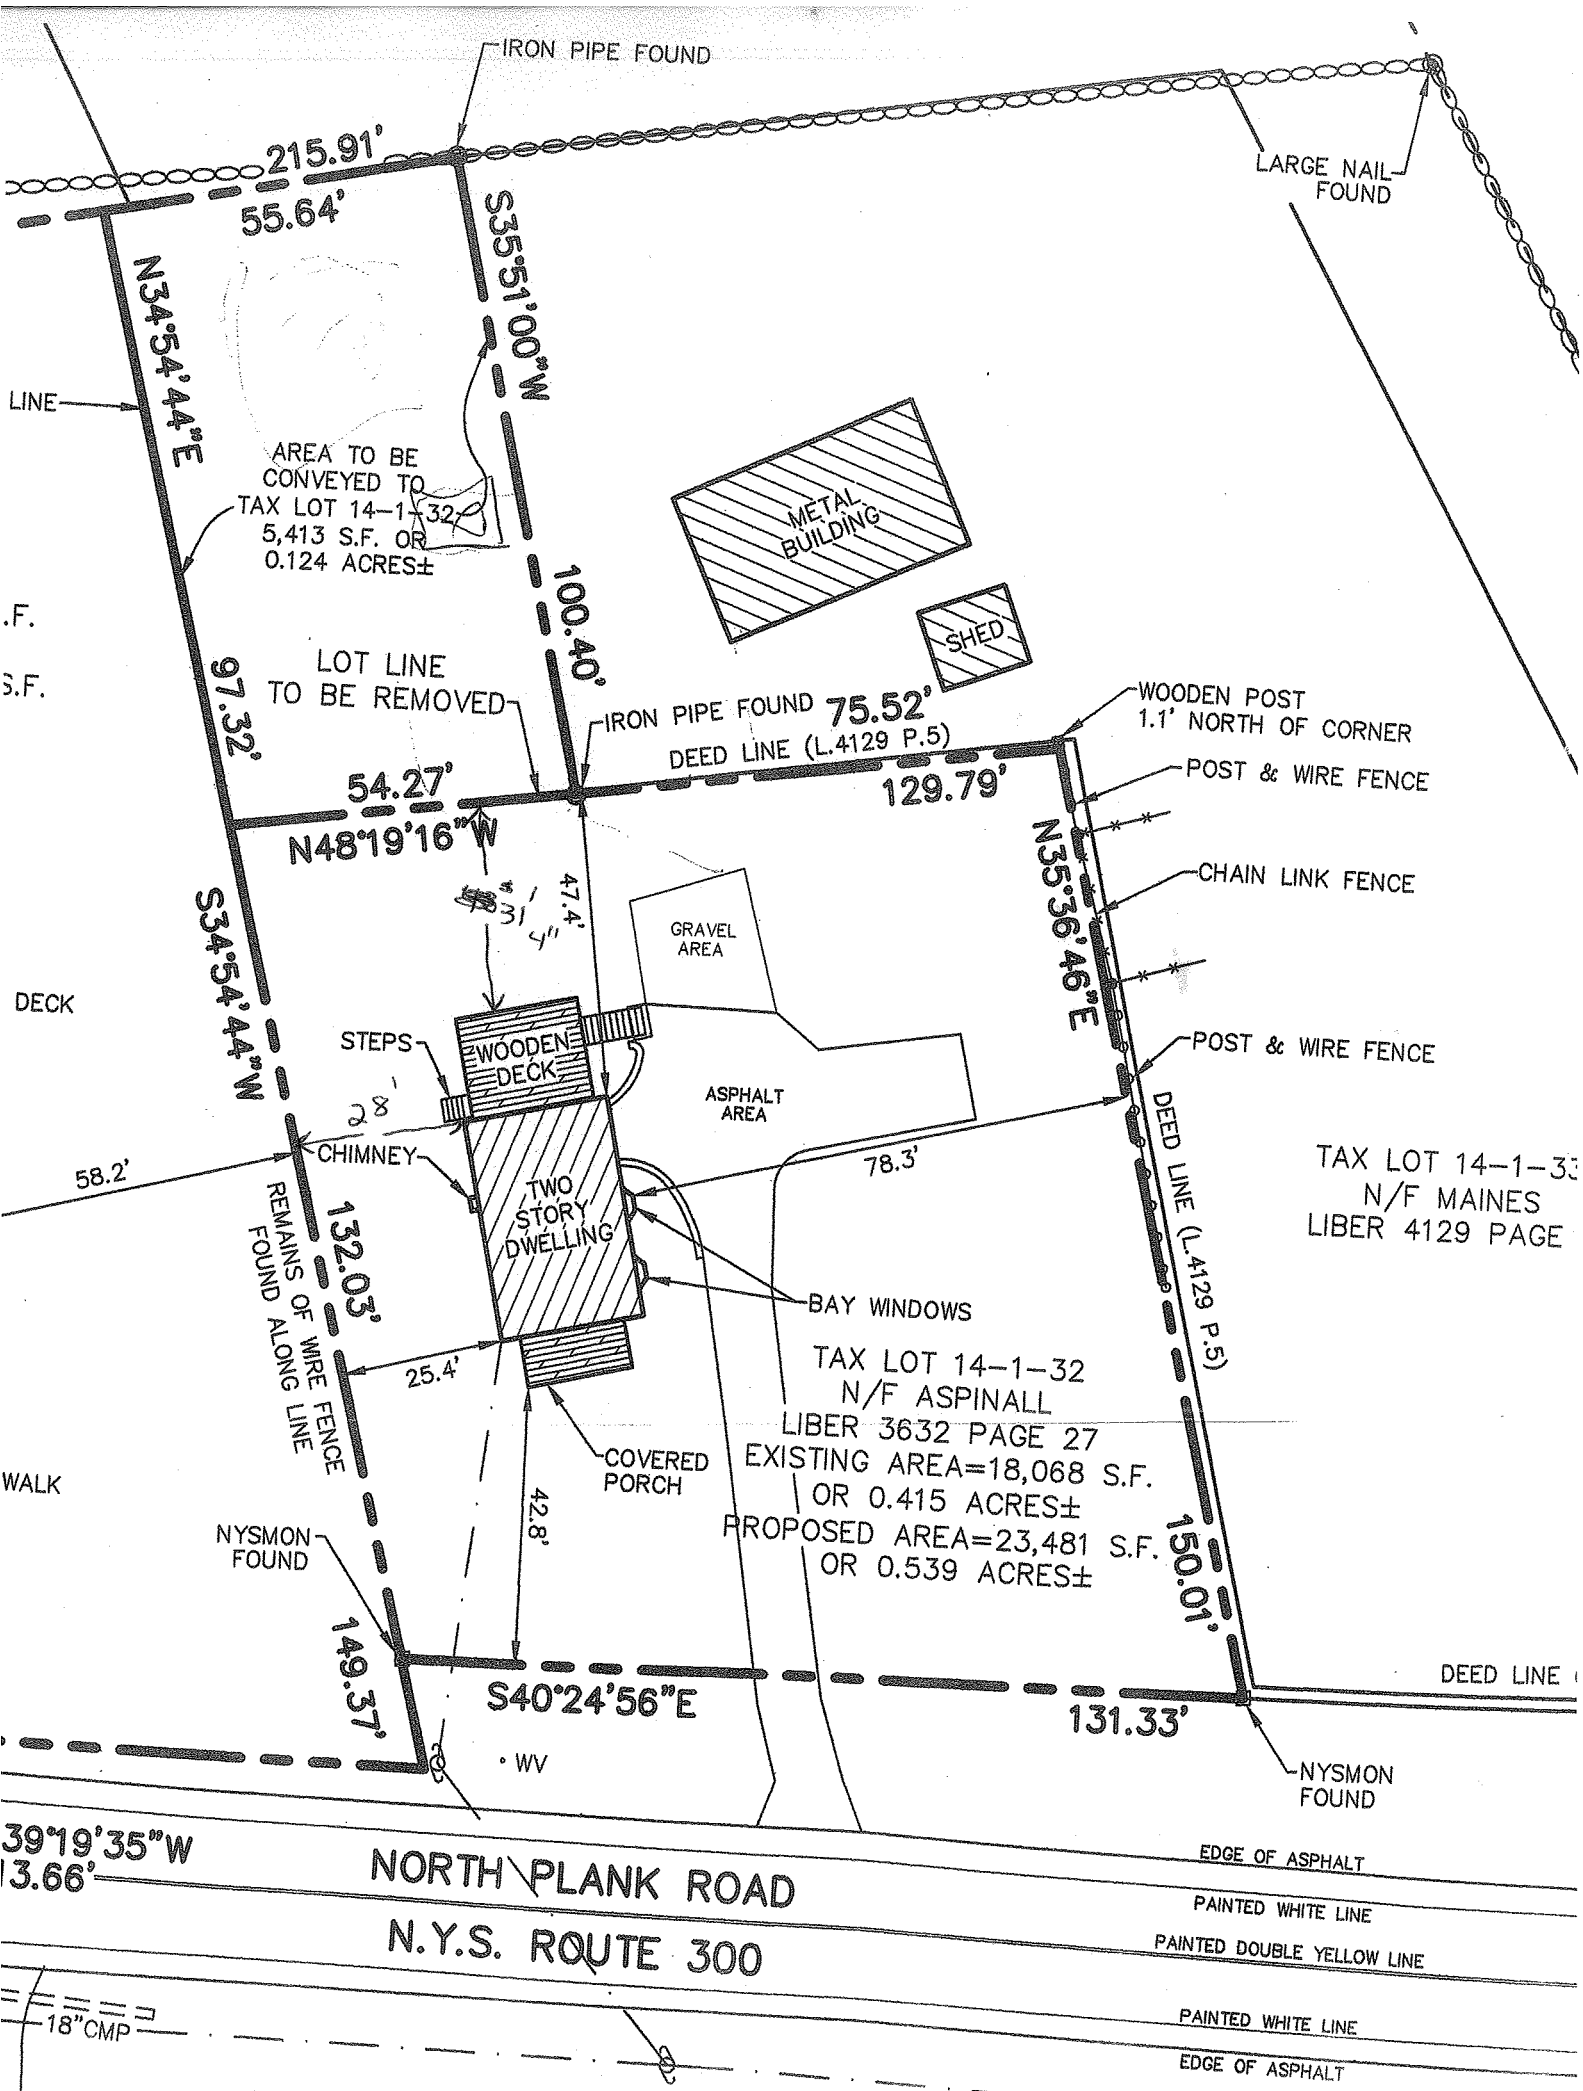 IRON PIPE FOUND
LARGE NAIL
FOUND
215.91'
55.64'
S35°51'00"W
N34°54'44"E
LINE
AREA TO BE
CONVEYED TO
TAX LOT 14-1-32
5,413 S.F. OR
0.124 ACRES±
METAL
BUILDING
100.40'
SHED
.F.
S.F.
97.32'
LOT LINE
TO BE REMOVED
IRON PIPE FOUND
75.52'
DEED LINE (L.4129 P.5)
WOODEN POST
1.1' NORTH OF CORNER
POST & WIRE FENCE
54.27'
N48°19'16"W
129.79'
N35°36'46"E
CHAIN LINK FENCE
31'
4"
47.4'
GRAVEL
AREA
S34°54'44"W
DECK
STEPS
WOODEN
DECK
POST & WIRE FENCE
28'
ASPHALT
AREA
DEED LINE (L.4129 P.5)
CHIMNEY
58.2'
78.3'
TAX LOT 14-1-33
N/F MAINES
LIBER 4129 PAGE
TWO
STORY
DWELLING
132.03'
REMAINS OF WIRE FENCE
FOUND ALONG LINE
BAY WINDOWS
25.4'
TAX LOT 14-1-32
N/F ASPINALL
LIBER 3632 PAGE 27
EXISTING AREA=18,068 S.F.
OR 0.415 ACRES±
PROPOSED AREA=23,481 S.F.
OR 0.539 ACRES±
COVERED
PORCH
WALK
42.8'
NYSMON
FOUND
150.01'
149.37'
S40°24'56"E
131.33'
DEED LINE (
WV
NYSMON
FOUND
39°19'35"W
13.66'
NORTH PLANK ROAD
N.Y.S. ROUTE 300
EDGE OF ASPHALT
PAINTED WHITE LINE
PAINTED DOUBLE YELLOW LINE
PAINTED WHITE LINE
EDGE OF ASPHALT
18"CMP